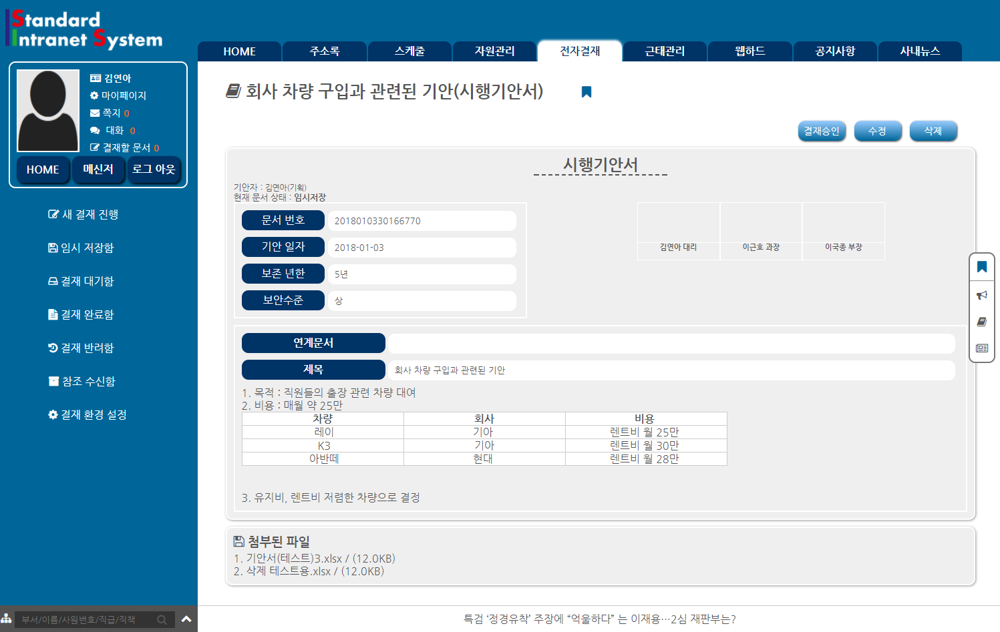 Standard
Intranet System
HOME 주소록 스케줄 자원관리 전자결재 근태관리 웹하드 공지사항 사내뉴스
김연아
마이페이지
쪽지 0
대화 0
결재할 문서 0
HOME 메신저 로그 아웃
새 결재 진행
임시 저장함
결재 대기함
결재 완료함
결재 반려함
참조 수신함
결재 환경 설정
부서/이름/사원번호/직급/직책
회사 차량 구입과 관련된 기안(시행기안서)
결재승인 수정 삭제
시행기안서
기안자 : 김연아(기획)
현재 문서 상태 : 임시저장
문서 번호 2018010330166770
기안 일자 2018-01-03
보존 년한 5년
보안수준 상
김연아 대리 이근호 과장 이국종 부장
연계문서
제목 회사 차량 구입과 관련된 기안
1. 목적 : 직원들의 출장 관련 차량 대여
2. 비용 : 매월 약 25만
차량 회사 비용
레이 기아 렌트비 월 25만
K3 기아 렌트비 월 30만
아반떼 현대 렌트비 월 28만
3. 유지비, 렌트비 저렴한 차량으로 결정
첨부된 파일
1. 기안서(테스트)3.xlsx / (12.0KB)
2. 삭제 테스트용.xlsx / (12.0KB)
특검 ‘정경유착’ 주장에 “억울하다” 는 이재용…2심 재판부는?